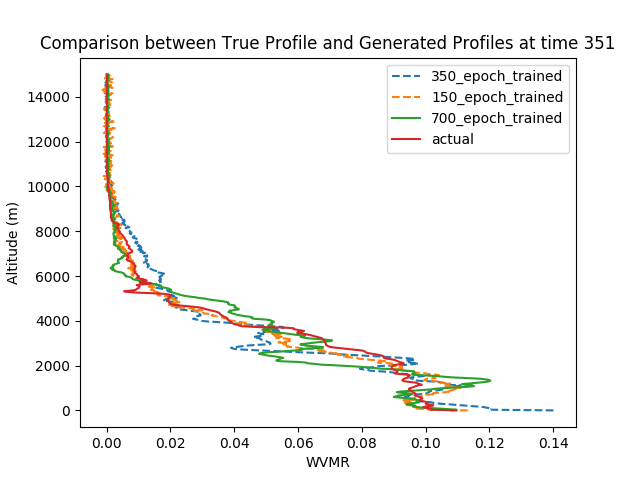 Comparison between True Profile and Generated Profiles at time 351
350_epoch_trained
150_epoch_trained
700_epoch_trained
actual
Altitude (m)
14000
12000
10000
8000
6000
4000
2000
0
0.00 0.02 0.04 0.06 0.08 0.10 0.12 0.14
WVMR